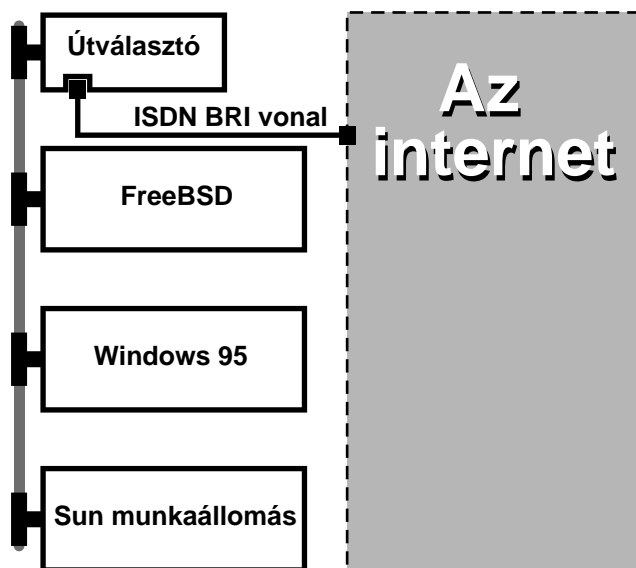 Útválasztó
ISDN BRI vonal
Az
internet
FreeBSD
Windows 95
Sun munkaállomás